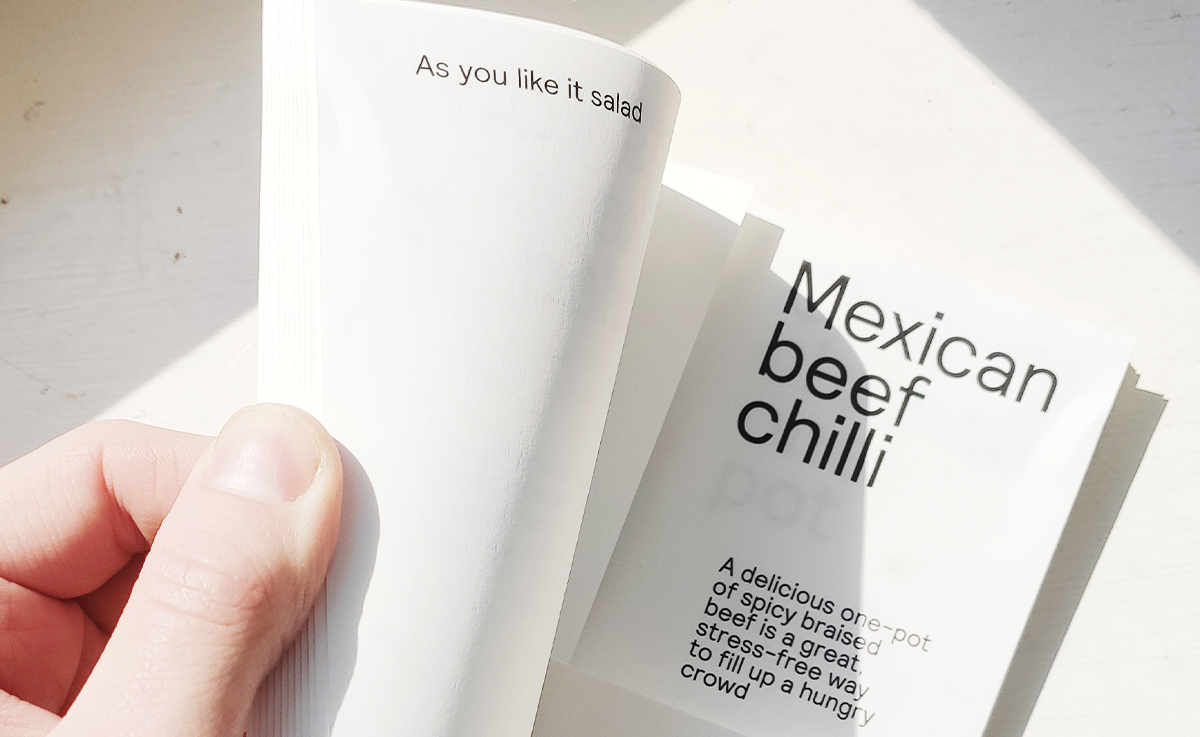 As you like it salad
Mexican
beef
chilli
pot
A delicious one-pot
of spicy braised
beef is a great,
stress-free way
to fill up a hungry
crowd